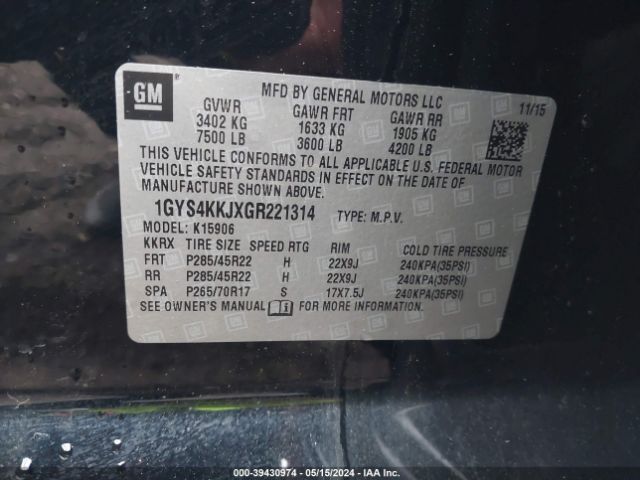 GM
MFD BY GENERAL MOTORS LLC
11/15
GVWR GAWR FRT GAWR RR
3402 KG 1633 KG 1905 KG
7500 LB 3600 LB 4200 LB
THIS VEHICLE CONFORMS TO ALL APPLICABLE U.S. FEDERAL MOTOR
VEHICLE SAFETY STANDARDS IN EFFECT ON THE DATE OF
MANUFACTURE SHOWN ABOVE.
1GYS4KKJXGR221314 TYPE: M.P.V.
MODEL: K15906
KKRX TIRE SIZE SPEED RTG RIM COLD TIRE PRESSURE
FRT P285/45R22 H 22X9J 240KPA(35PSI)
RR P285/45R22 H 22X9J 240KPA(35PSI)
SPA P265/70R17 S 17X7.5J 240KPA(35PSI)
SEE OWNER'S MANUAL FOR MORE INFORMATION.
000-39430974 - 05/15/2024 - IAA Inc.